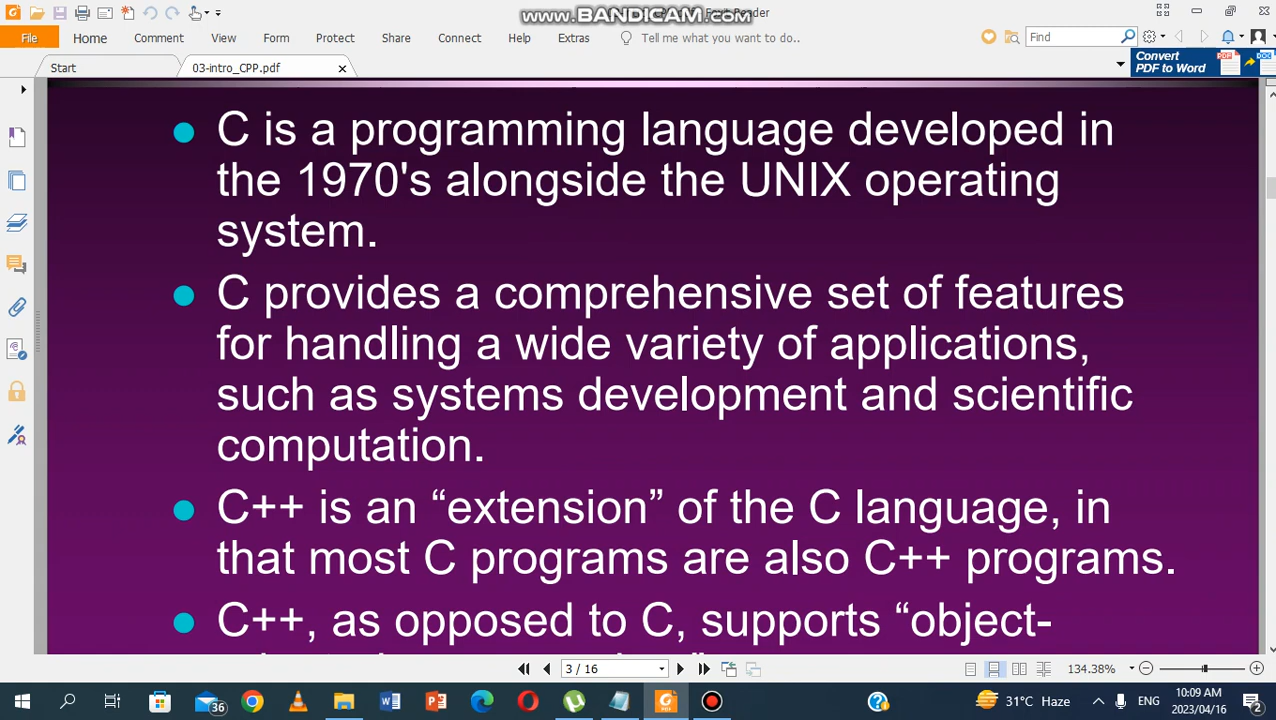 www.BANDICAM.com
File Home Comment View Form Protect Share Connect Help Extras Tell me what you want to do.. Find
Start 03-intro_CPP.pdf Convert
PDF to Word
C is a programming language developed in
the 1970's alongside the UNIX operating
system.
C provides a comprehensive set of features
for handling a wide variety of applications,
such as systems development and scientific
computation.
C++ is an “extension” of the C language, in
that most C programs are also C++ programs.
C++, as opposed to C, supports “object-
3 / 16 134.38%
36 31°C Haze ENG 10:09 AM
2023/04/16 2